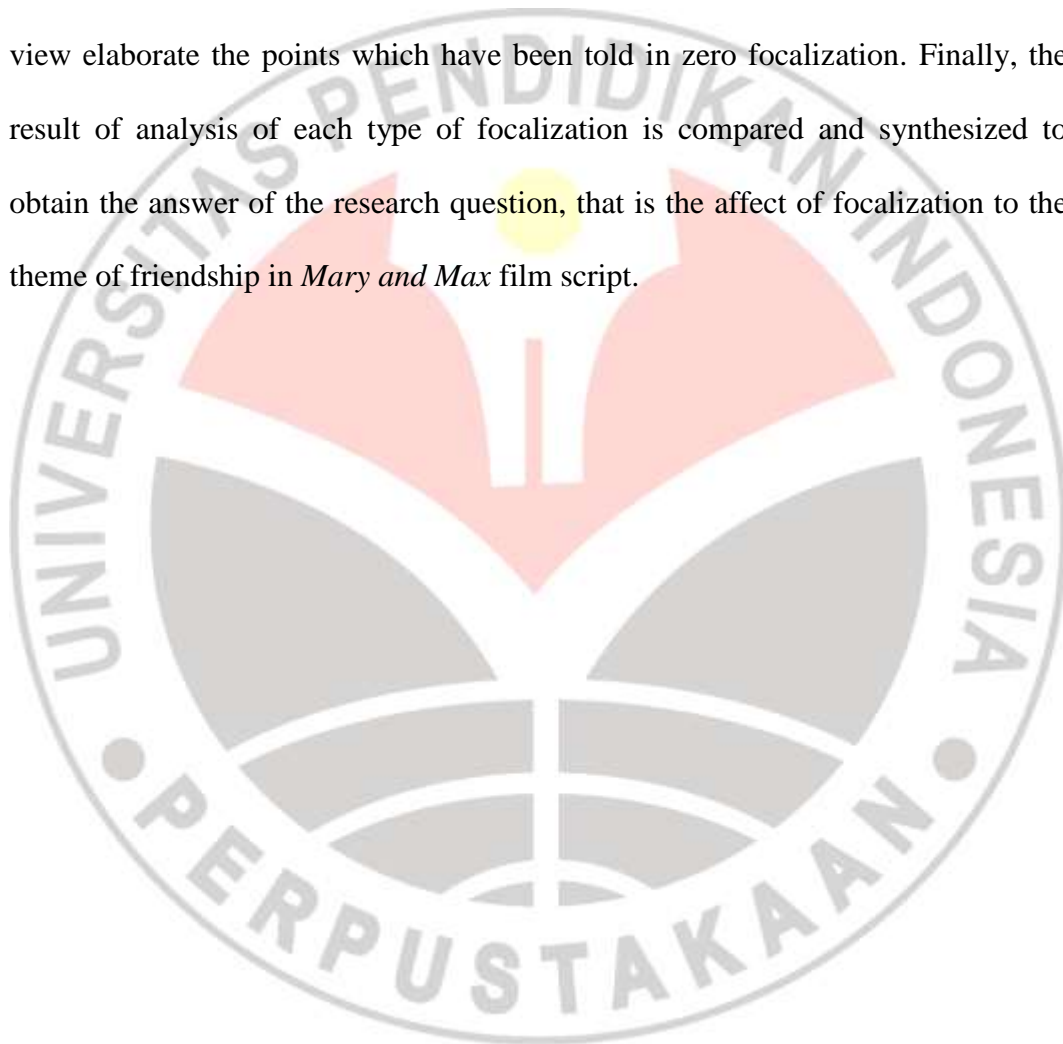 view elaborate the points which have been told in zero focalization. Finally, the
result of analysis of each type of focalization is compared and synthesized to
obtain the answer of the research question, that is the affect of focalization to the
theme of friendship in Mary and Max film script.
UNIVERSITAS PENDIDIKAN INDONESIA
PERPUSTAKAAN